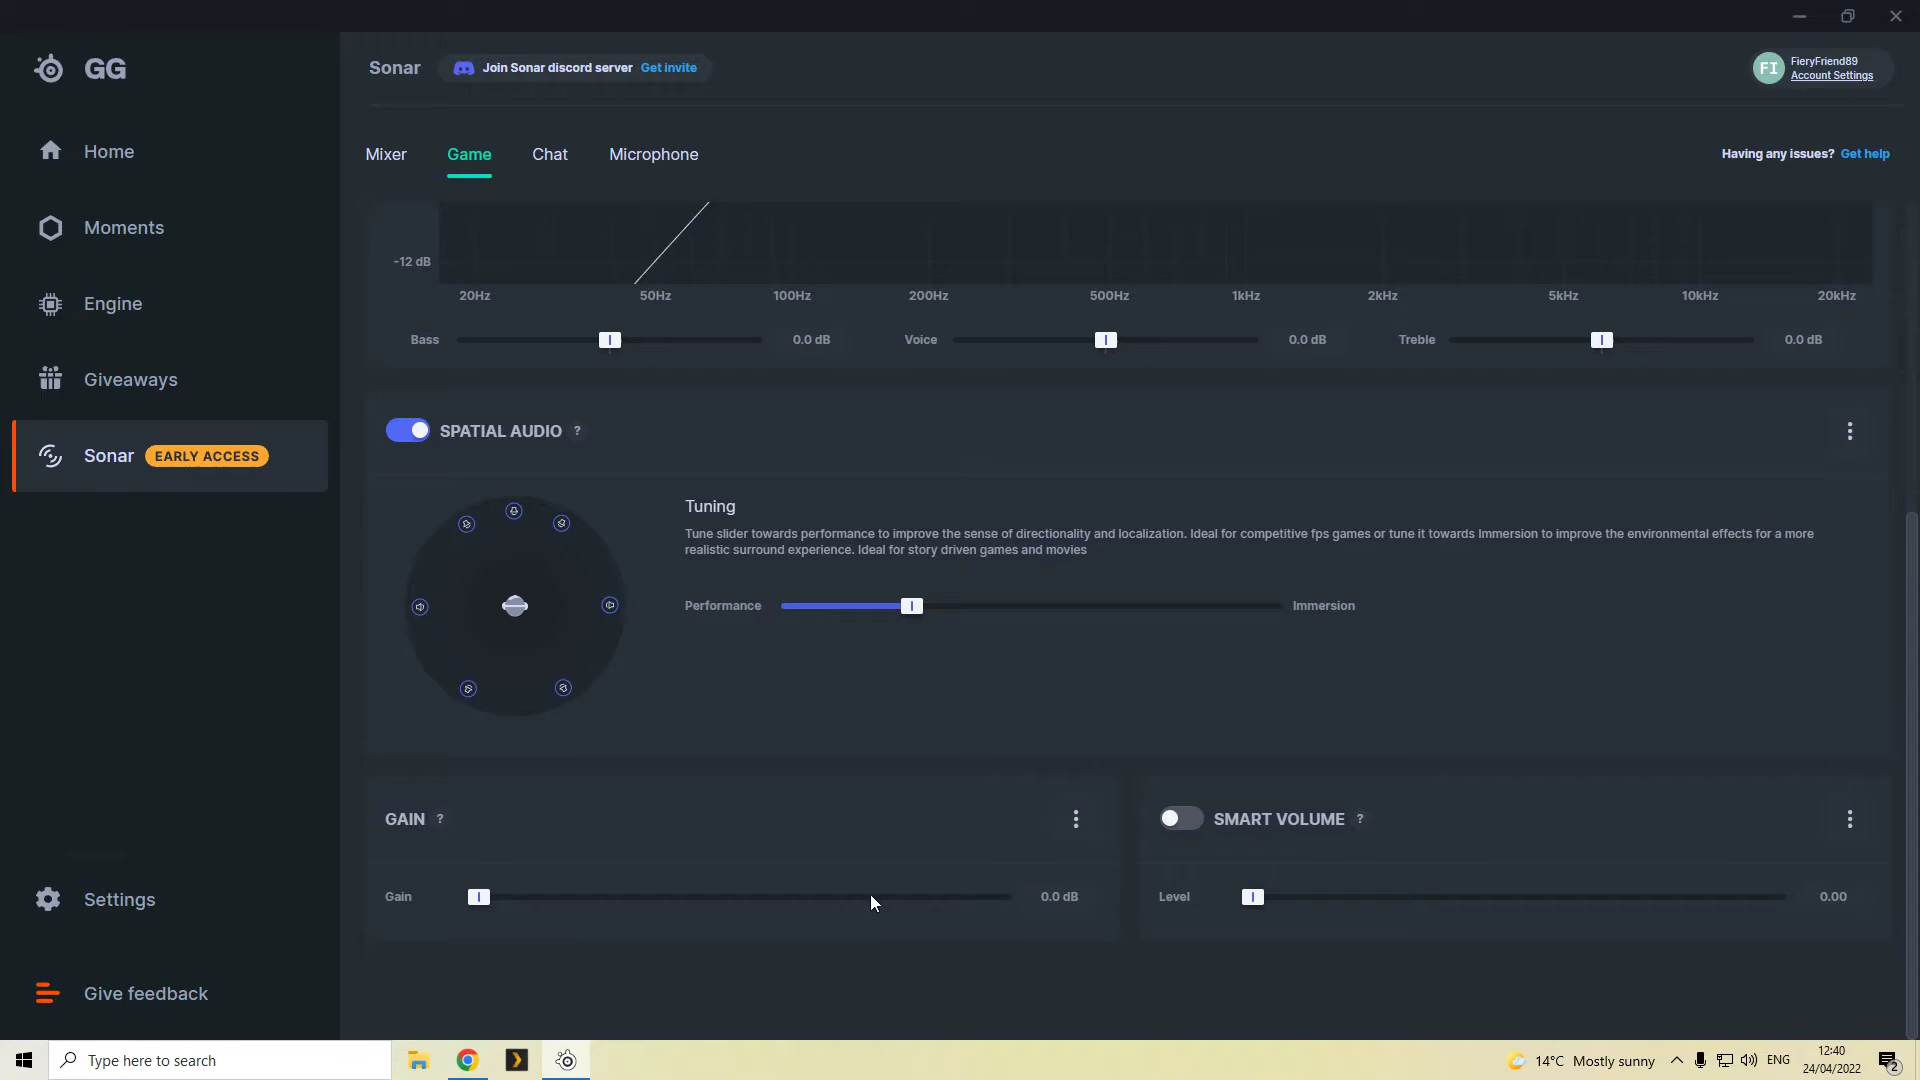 GG
Home
Moments
Engine
Giveaways
Sonar EARLY ACCESS
Settings
Give feedback
Sonar
Join Sonar discord server Get invite
FI
FieryFriend89
Account Settings
Mixer Game Chat Microphone
Having any issues? Get help
-12 dB
20Hz 50Hz 100Hz 200Hz 500Hz 1kHz 2kHz 5kHz 10kHz 20kHz
Bass 0.0 dB Voice 0.0 dB Treble 0.0 dB
SPATIAL AUDIO ?
Tuning
Tune slider towards performance to improve the sense of directionality and localization. Ideal for competitive fps games or tune it towards Immersion to improve the environmental effects for a more
realistic surround experience. Ideal for story driven games and movies
Performance Immersion
GAIN ?
Gain 0.0 dB
SMART VOLUME ?
Level 0.00
Type here to search
14°C Mostly sunny
ENG
12:40
24/04/2022
2